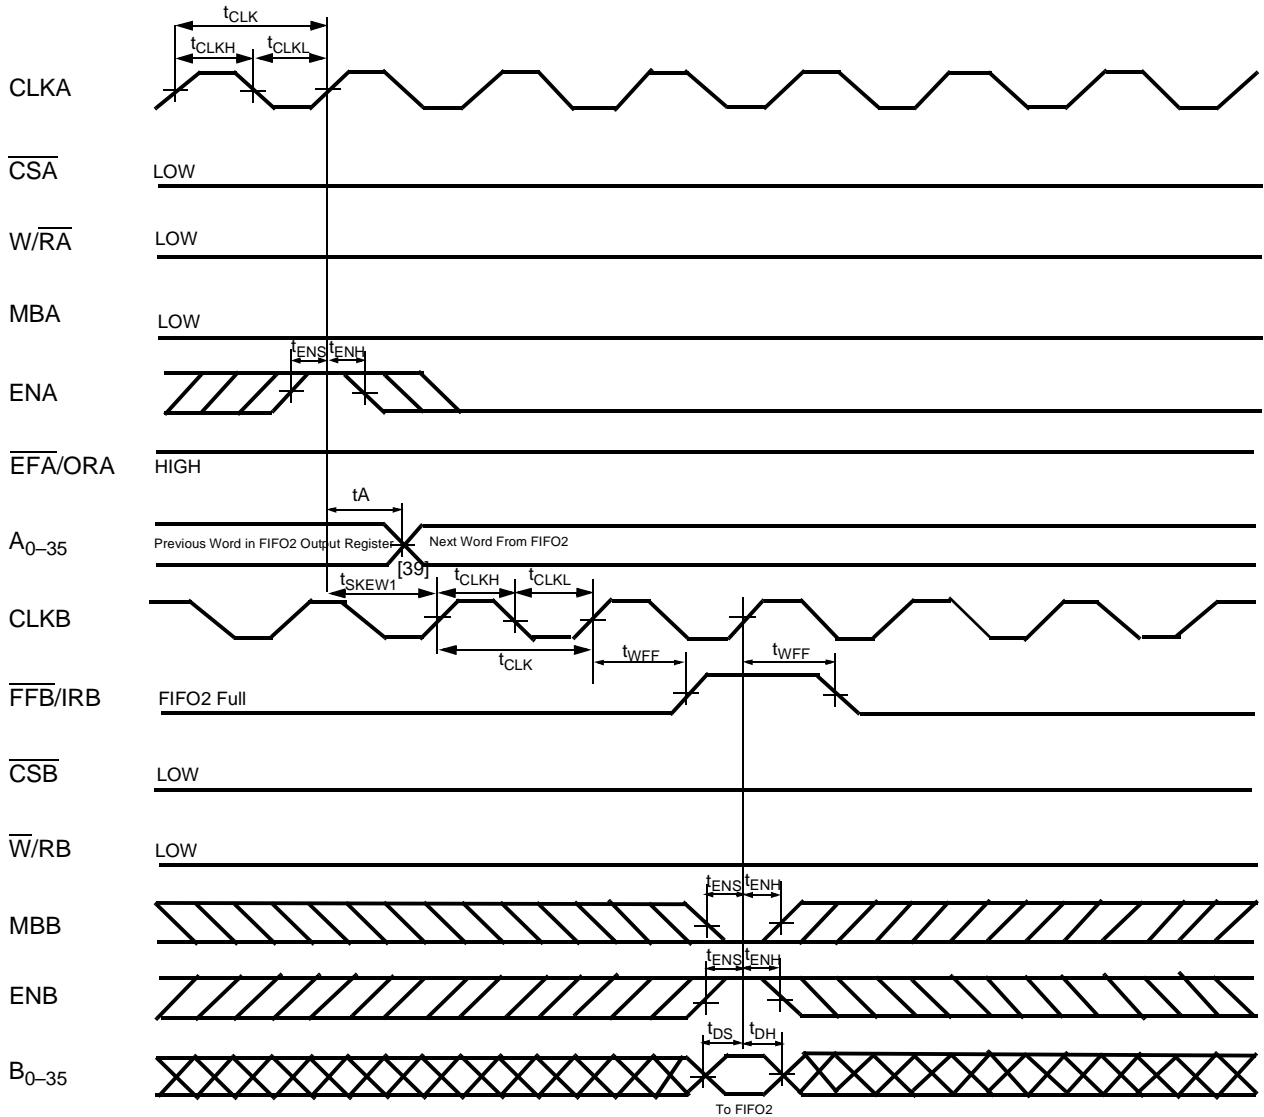 tCLK
tCLKH tCLKL
CLKA
CSA LOW
W/RA LOW
MBA LOW
tENS tENH
ENA
EFA/ORA HIGH
tA
A0–35 Previous Word in FIFO2 Output Register Next Word From FIFO2
[39]
tSKEW1 tCLKH tCLKL
CLKB
tCLK tWFF tWFF
FFB/IRB FIFO2 Full
CSB LOW
W/RB LOW
tENS tENH
MBB
tENS tENH
ENB
tDS tDH
B0–35
To FIFO2